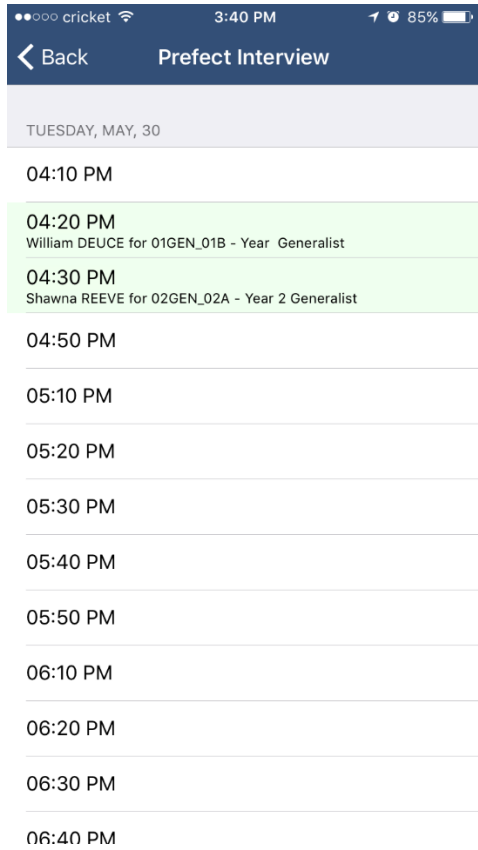 cricket 3:40 PM 85%
Back Prefect Interview
TUESDAY, MAY, 30
04:10 PM
04:20 PM
William DEUCE for 01GEN_01B - Year  Generalist
04:30 PM
Shawna REEVE for 02GEN_02A - Year 2 Generalist
04:50 PM
05:10 PM
05:20 PM
05:30 PM
05:40 PM
05:50 PM
06:10 PM
06:20 PM
06:30 PM
06:40 PM